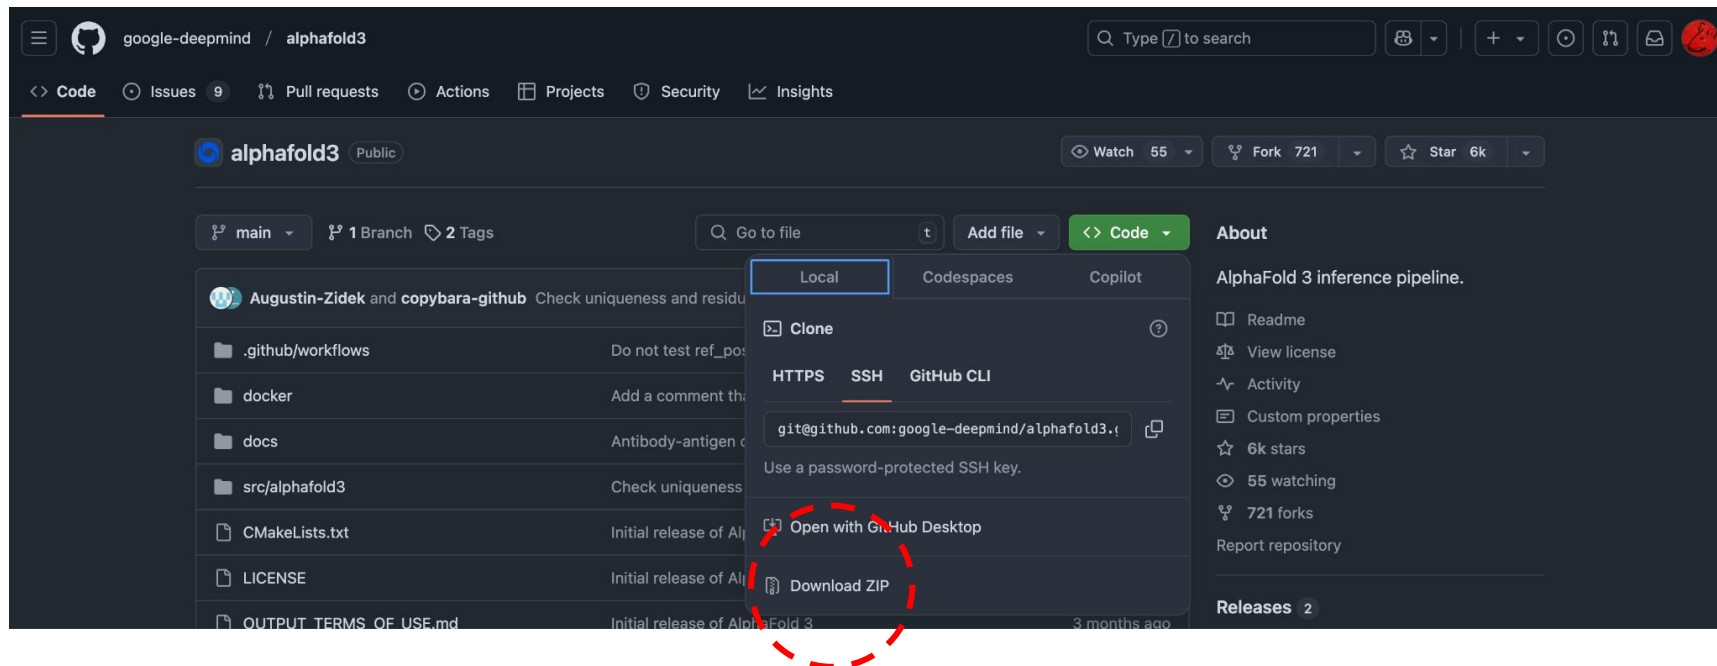 google-deepmind / alphafold3
Type / to search
Code Issues 9 Pull requests Actions Projects Security Insights
alphafold3 Public
Watch 55 Fork 721 Star 6k
main 1 Branch 2 Tags Go to file t Add file Code
Augustin-Zidek and copybara-github Check uniqueness and residu
.github/workflows Do not test ref_pos
docker Add a comment tha
docs Antibody-antigen
src/alphafold3 Check uniqueness
CMakeLists.txt Initial release of Al
LICENSE Initial release of Al
OUTPUT_TERMS_OF_USE.md Initial release of AlphaFold 3 3 months ago
Local Codespaces Copilot
Clone
HTTPS SSH GitHub CLI
git@github.com:google-deepmind/alphafold3.g
Use a password-protected SSH key.
Open with GitHub Desktop
Download ZIP
About
AlphaFold 3 inference pipeline.
Readme
View license
Activity
Custom properties
6k stars
55 watching
721 forks
Report repository
Releases 2